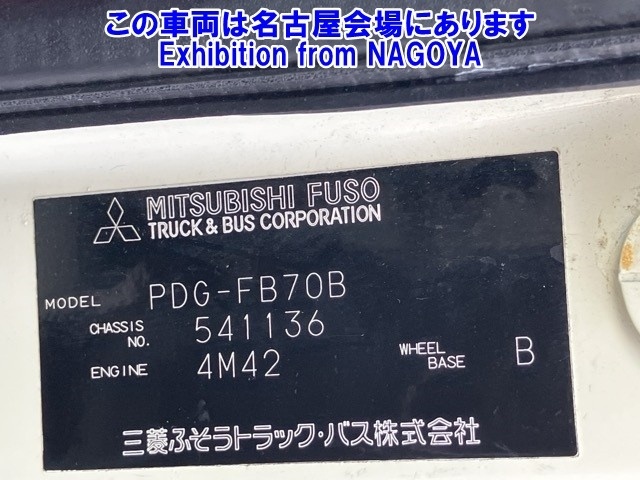 この車両は名古屋会場にあります
Exhibition from NAGOYA
MITSUBISHI FUSO
TRUCK & BUS CORPORATION
MODEL PDG-FB70B
CHASSIS NO. 541136
ENGINE 4M42 WHEEL BASE B
三菱ふそうトラック・バス株式会社